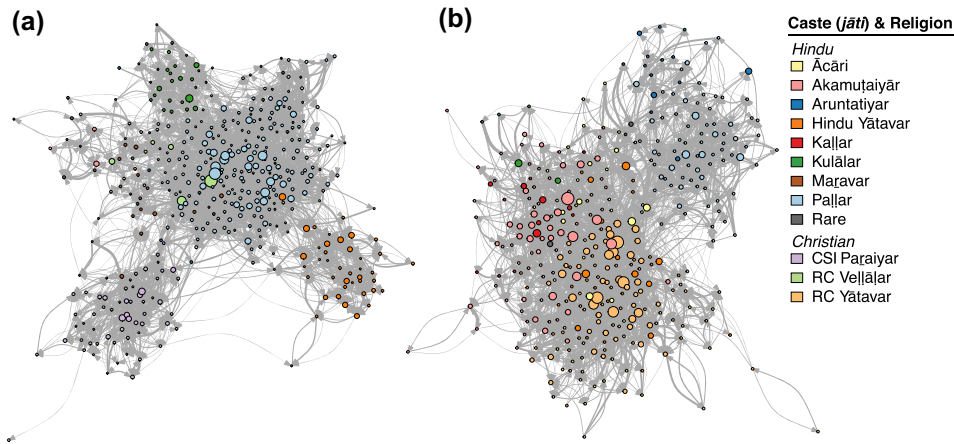 (a)
(b)
Caste (jāti) & Religion
Hindu
Ācāri
Akamuṭaiyār
Aruntatiyar
Hindu Yātavar
Kaḷḷar
Kulālar
Maṟavar
Paḷḷar
Rare
Christian
CSI Paṟaiyar
RC Veḷḷāḷar
RC Yātavar